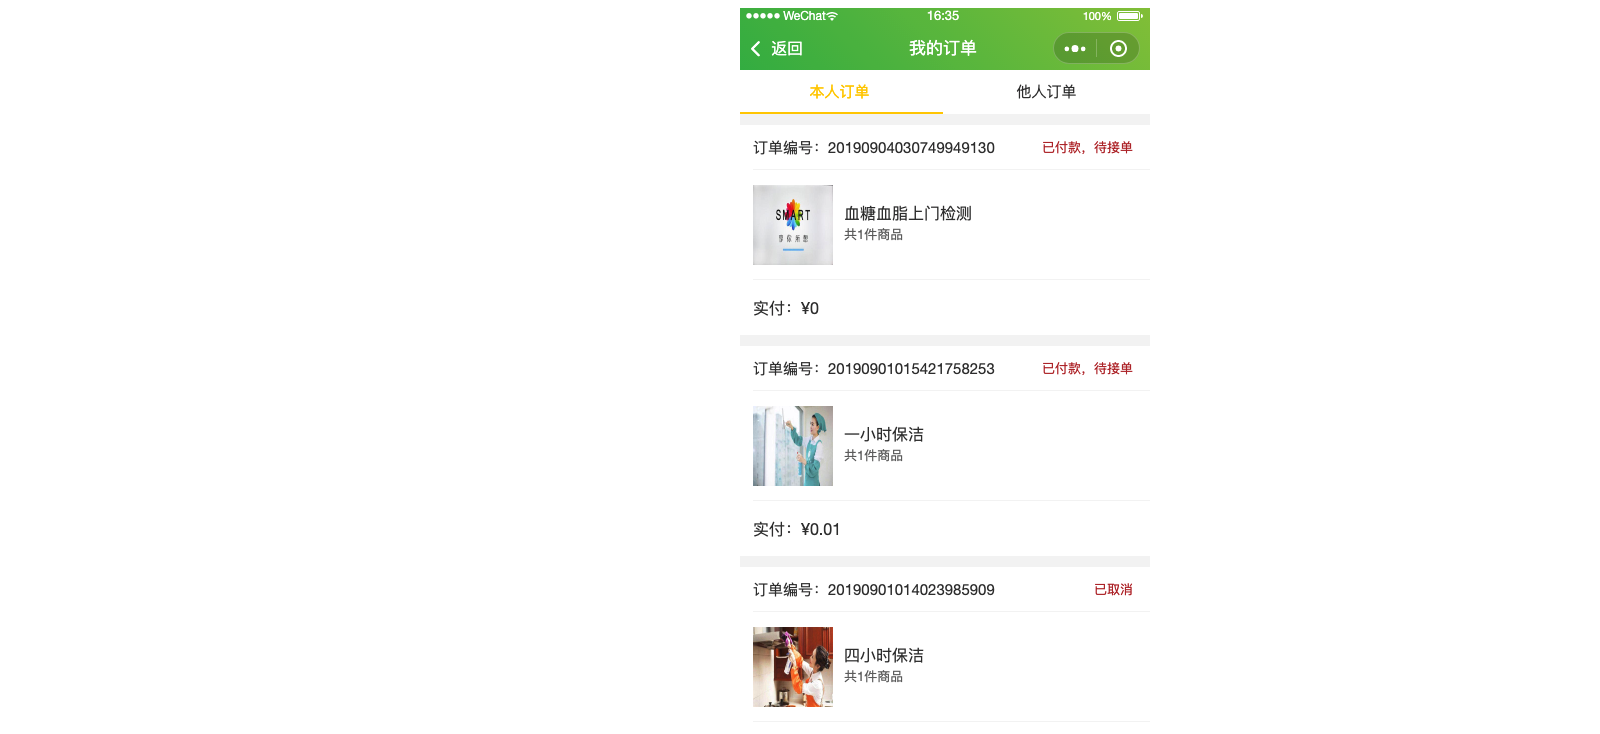 WeChat 16:35 100%
返回 我的订单
本人订单 他人订单
订单编号：20190904030749949130 已付款，待接单
SMART
血糖血脂上门检测
共1件商品
实付：¥0
订单编号：20190901015421758253 已付款，待接单
一小时保洁
共1件商品
实付：¥0.01
订单编号：20190901014023985909 已取消
四小时保洁
共1件商品